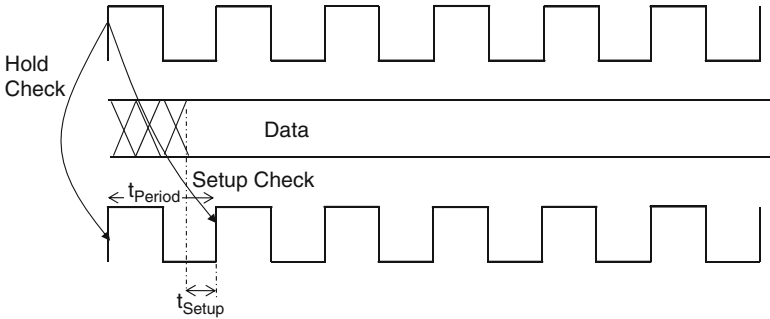 Hold
Check
Data
Setup Check
tPeriod
tSetup